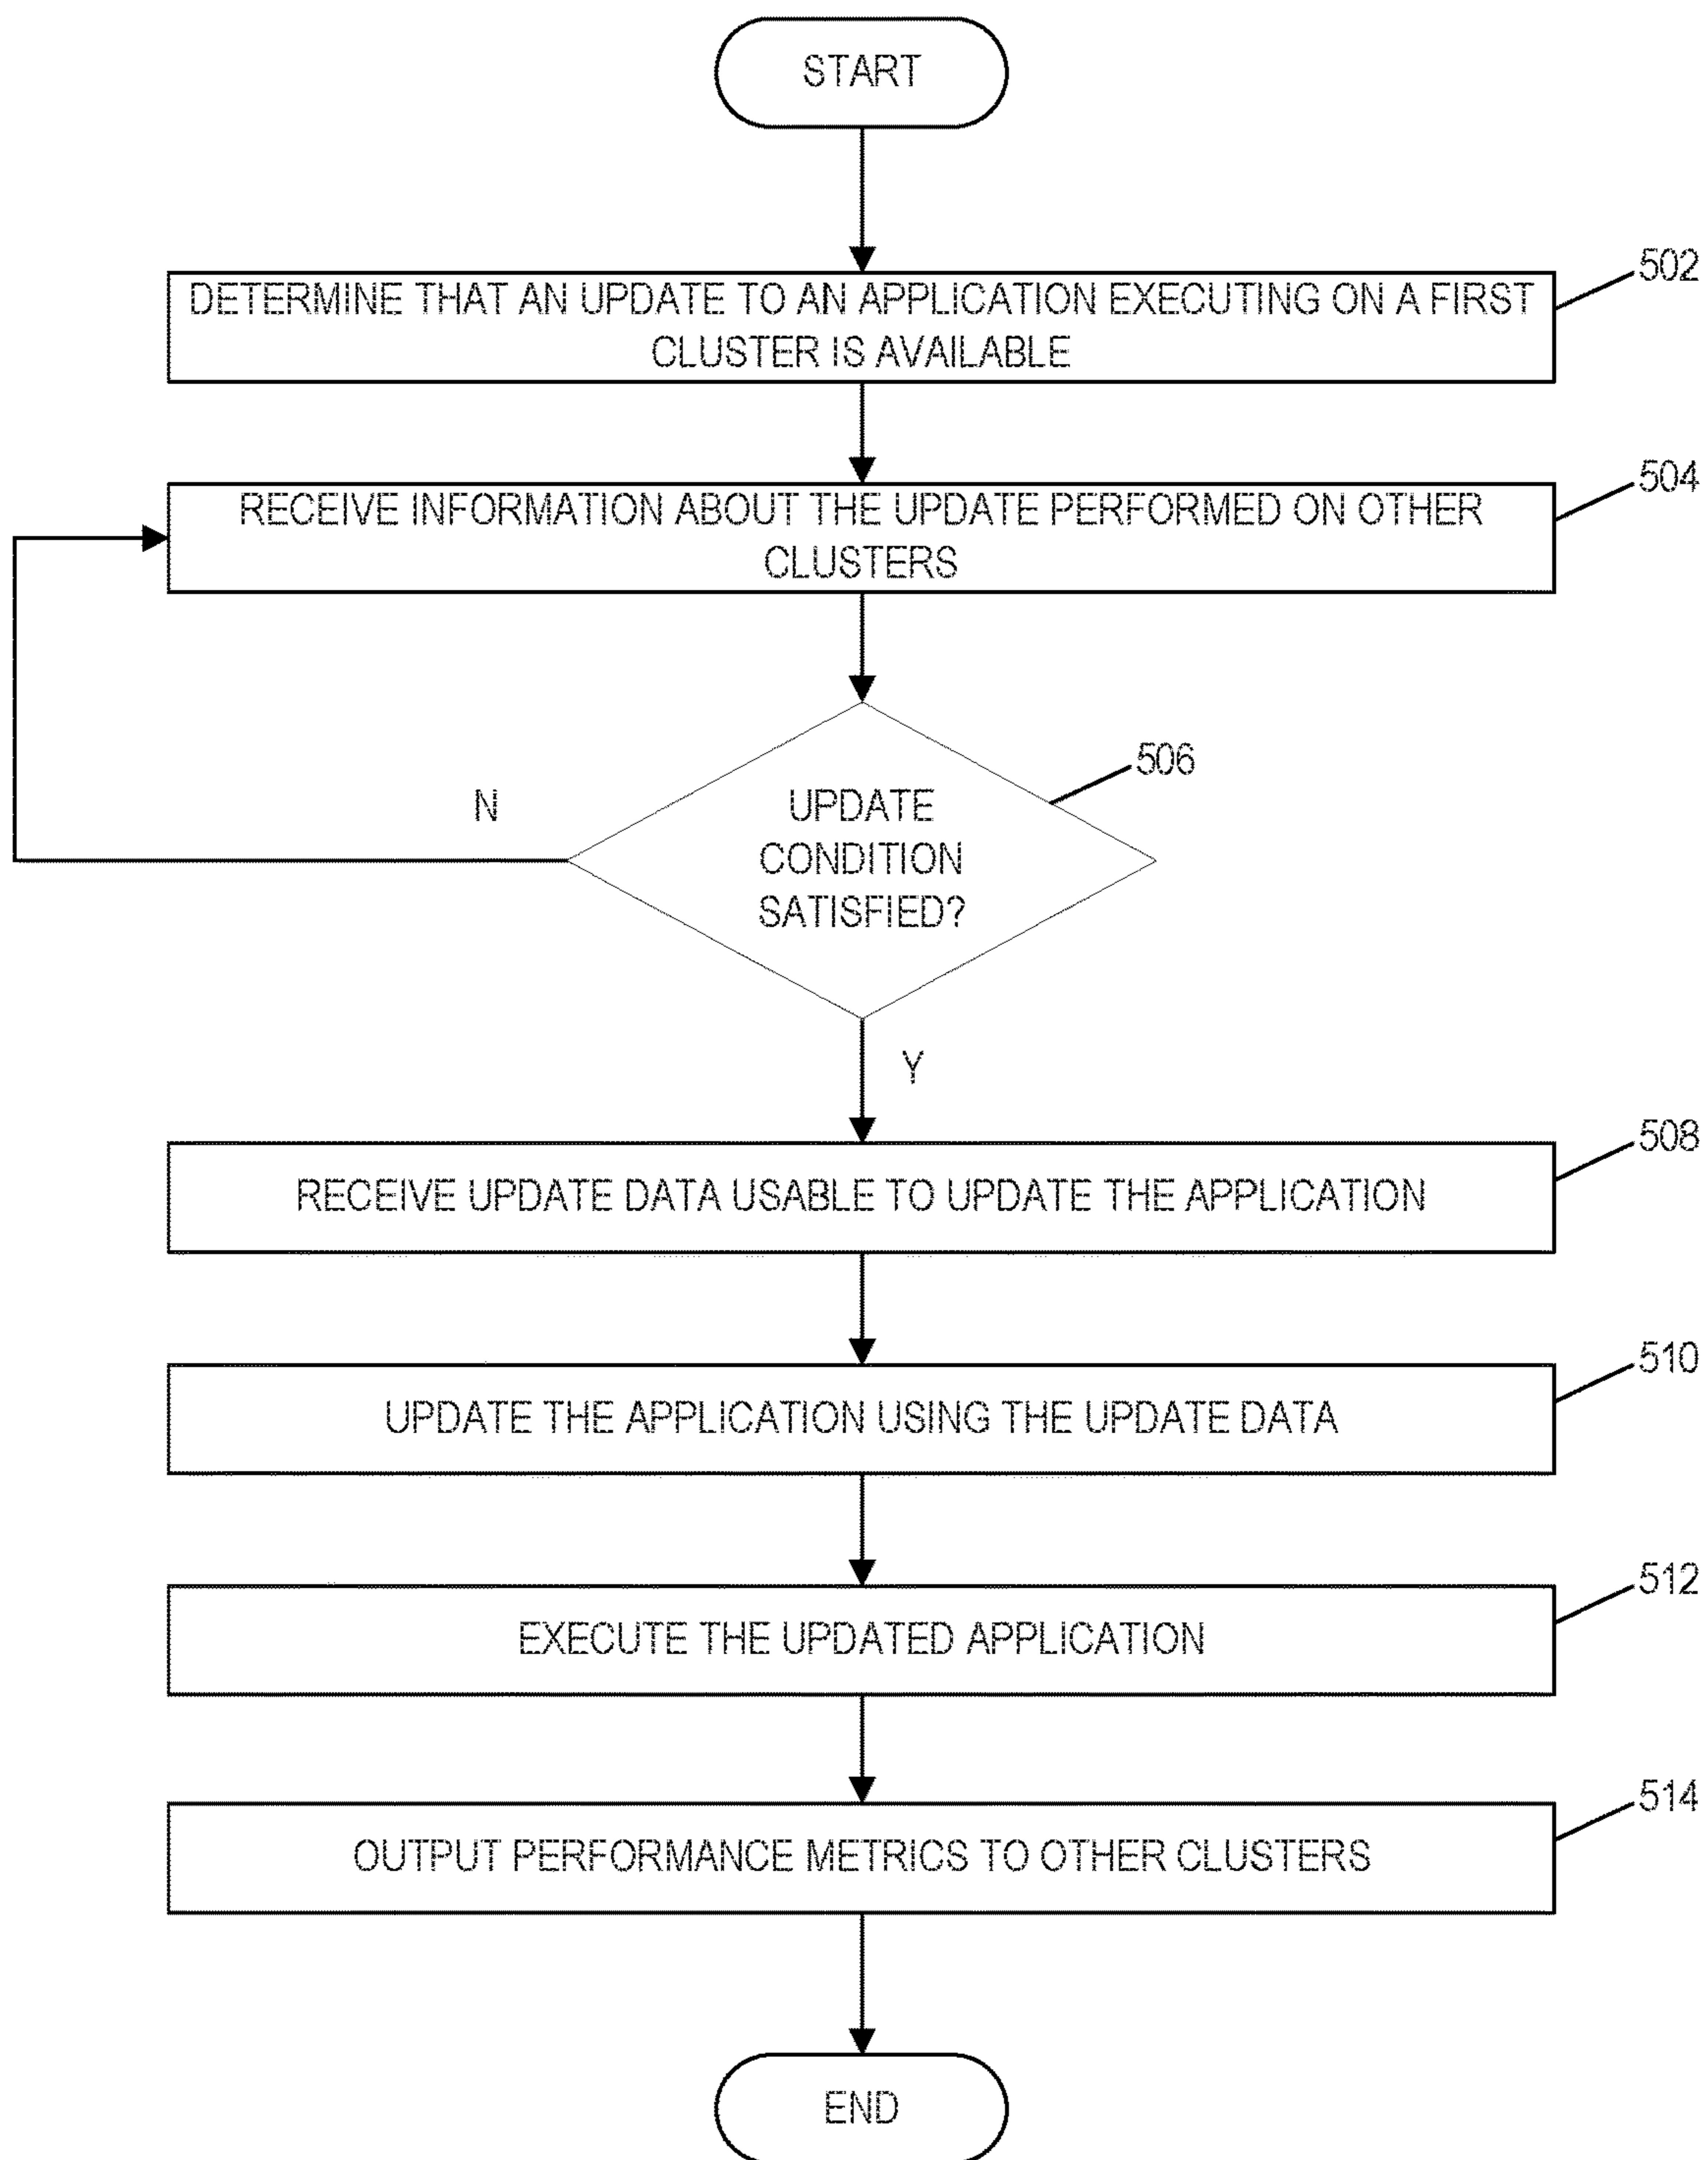 START
502
DETERMINE THAT AN UPDATE TO AN APPLICATION EXECUTING ON A FIRST
CLUSTER IS AVAILABLE
504
RECEIVE INFORMATION ABOUT THE UPDATE PERFORMED ON OTHER
CLUSTERS
506
N
UPDATE
CONDITION
SATISFIED?
Y
508
RECEIVE UPDATE DATA USABLE TO UPDATE THE APPLICATION
510
UPDATE THE APPLICATION USING THE UPDATE DATA
512
EXECUTE THE UPDATED APPLICATION
514
OUTPUT PERFORMANCE METRICS TO OTHER CLUSTERS
END